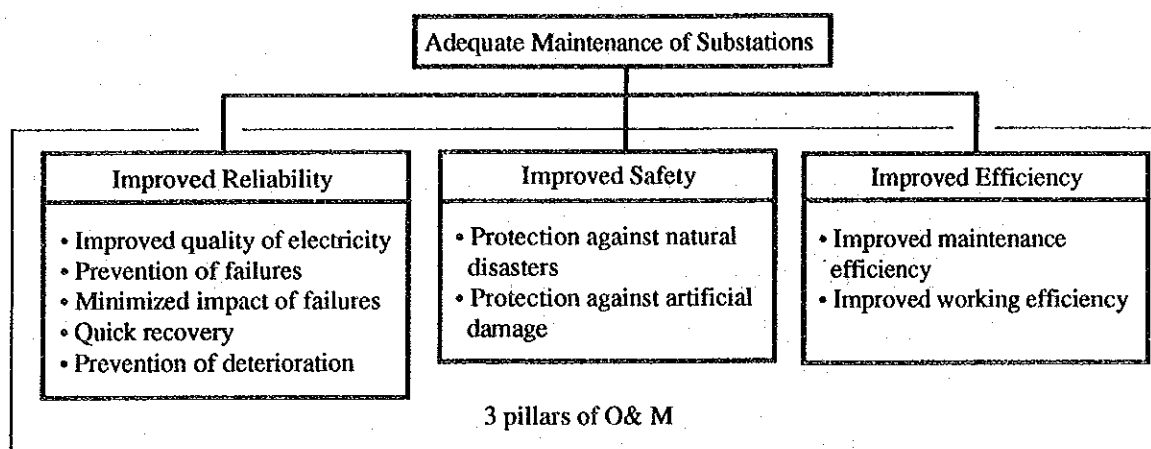 Adequate Maintenance of Substations
Improved Reliability
• Improved quality of electricity
• Prevention of failures
• Minimized impact of failures
• Quick recovery
• Prevention of deterioration
Improved Safety
• Protection against natural
disasters
• Protection against artificial
damage
Improved Efficiency
• Improved maintenance
efficiency
• Improved working efficiency
3 pillars of O& M